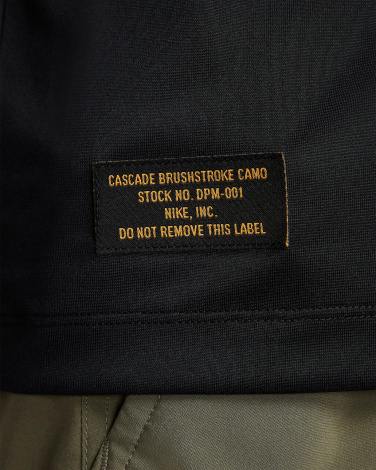 CASCADE BRUSHSTROKE CAMO
STOCK NO. DPM-001
NIKE, INC.
DO NOT REMOVE THIS LABEL